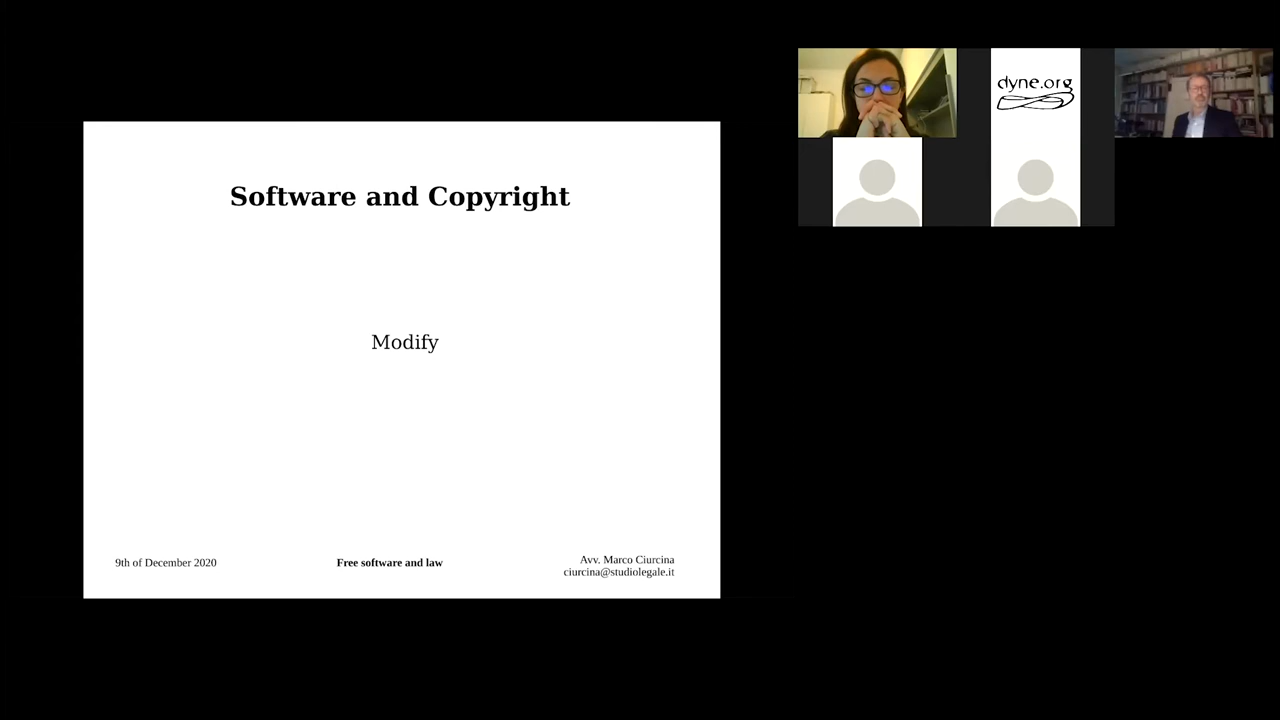 Software and Copyright
Modify
9th of December 2020
Free software and law
Avv. Marco Ciurcina
ciurcina@studiolegale.it
dyne.org